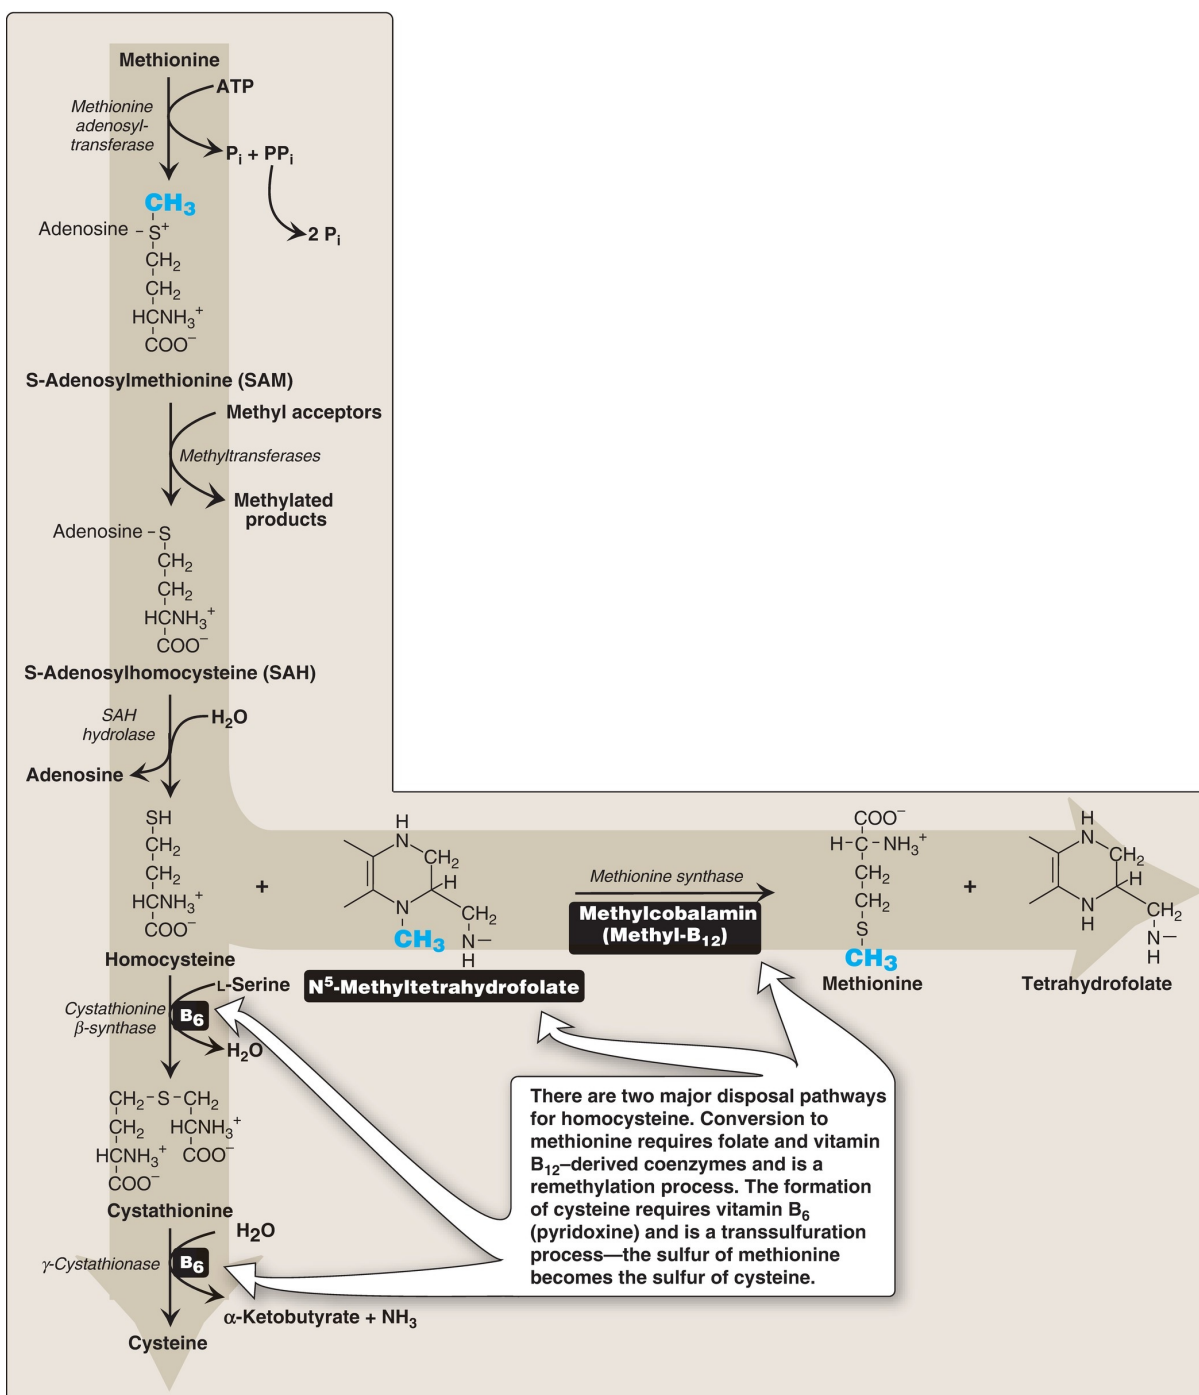 Methionine
ATP
Methionine
adenosyl-
transferase
Pi + PPi
2 Pi
CH3
Adenosine – S+
CH2
CH2
HCNH3+
COO–
S-Adenosylmethionine (SAM)
Methyl acceptors
Methyltransferases
Methylated
products
Adenosine – S
CH2
CH2
HCNH3+
COO–
S-Adenosylhomocysteine (SAH)
SAH
hydrolase
H2O
Adenosine
SH
CH2
CH2
HCNH3+
COO–
Homocysteine
+
H
N
CH2
H
N
CH2
CH3
N–
H
N5-Methyltetrahydrofolate
Methionine synthase
Methylcobalamin
(Methyl-B12)
COO–
H–C–NH3+
CH2
CH2
S
CH3
Methionine
+
H
N
CH2
H
N
H
CH2
N–
H
Tetrahydrofolate
L-Serine
Cystathionine
β-synthase
B6
H2O
CH2–S–CH2
CH2 HCNH3+
HCNH3+ COO–
COO–
Cystathionine
H2O
γ-Cystathionase
B6
α-Ketobutyrate + NH3
Cysteine
There are two major disposal pathways
for homocysteine. Conversion to
methionine requires folate and vitamin
B12–derived coenzymes and is a
remethylation process. The formation
of cysteine requires vitamin B6
(pyridoxine) and is a transsulfuration
process—the sulfur of methionine
becomes the sulfur of cysteine.